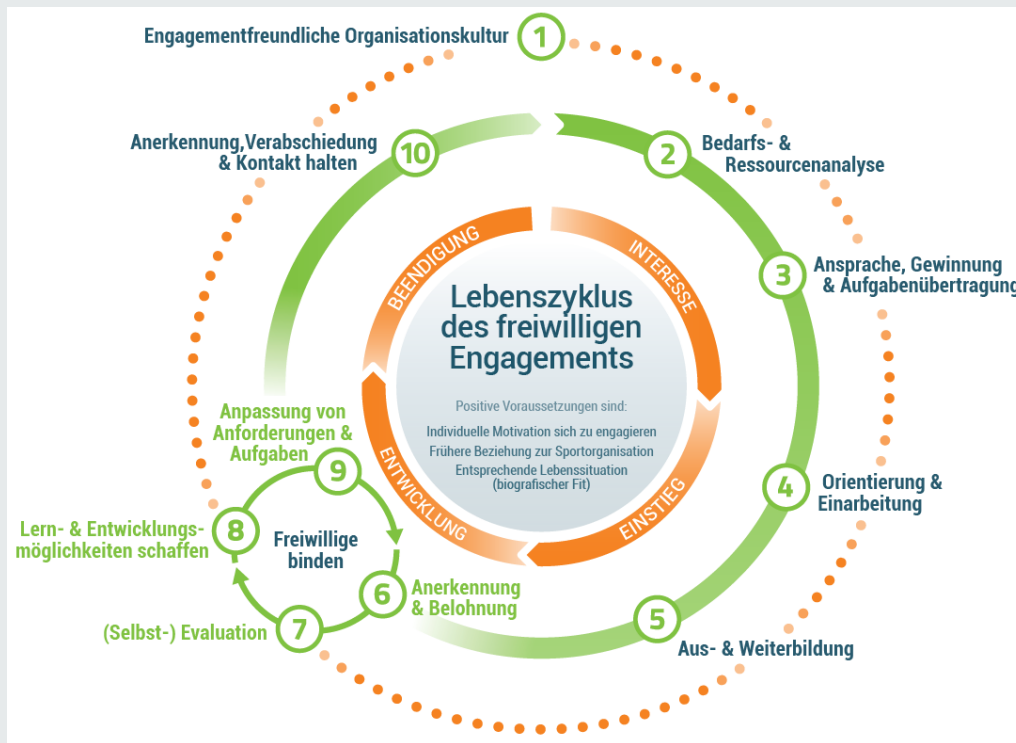 1
Engagementfreundliche Organisationskultur
2
Bedarfs- &
Ressourcenanalyse
3
Ansprache, Gewinnung
& Aufgabenübertragung
4
Orientierung &
Einarbeitung
5
Aus- & Weiterbildung
6
Anerkennung
& Belohnung
7
(Selbst-) Evaluation
8
Lern- & Entwicklungs-
möglichkeiten schaffen
9
Anpassung von
Anforderungen &
Aufgaben
Freiwillige
binden
10
Anerkennung,Verabschiedung
& Kontakt halten
INTERESSE
EINSTIEG
ENTWICKLUNG
BEENDIGUNG
Lebenszyklus
des freiwilligen
Engagements
Positive Voraussetzungen sind:
Individuelle Motivation sich zu engagieren
Frühere Beziehung zur Sportorganisation
Entsprechende Lebenssituation
(biografischer Fit)